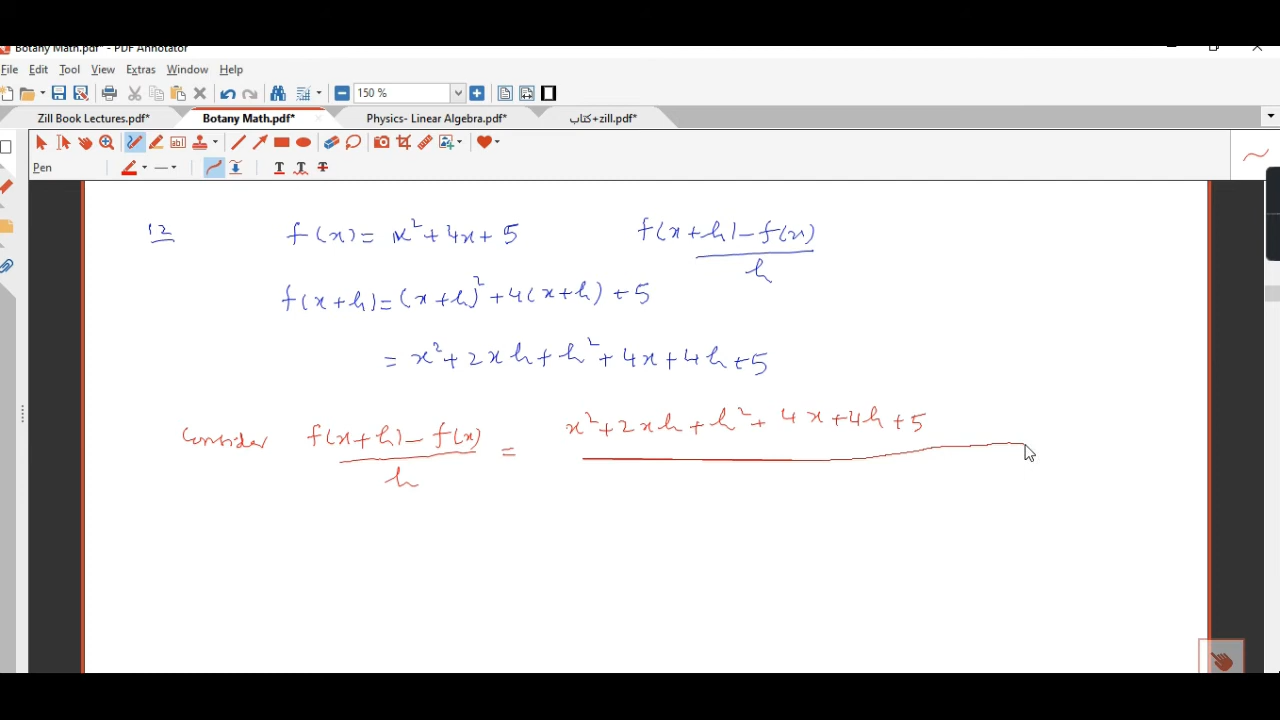 Botany Math.pdf* - PDF Annotator
File Edit Tool View Extras Window Help
150 %
Zill Book Lectures.pdf* Botany Math.pdf* Physics- Linear Algebra.pdf* کتاب+zill.pdf*
Pen
12 f(x) = x² + 4x + 5 f(x+h) - f(x) / h
f(x+h) = (x+h)² + 4(x+h) + 5
= x² + 2xh + h² + 4x + 4h + 5
Consider f(x+h) - f(x) / h = x² + 2xh + h² + 4x + 4h + 5